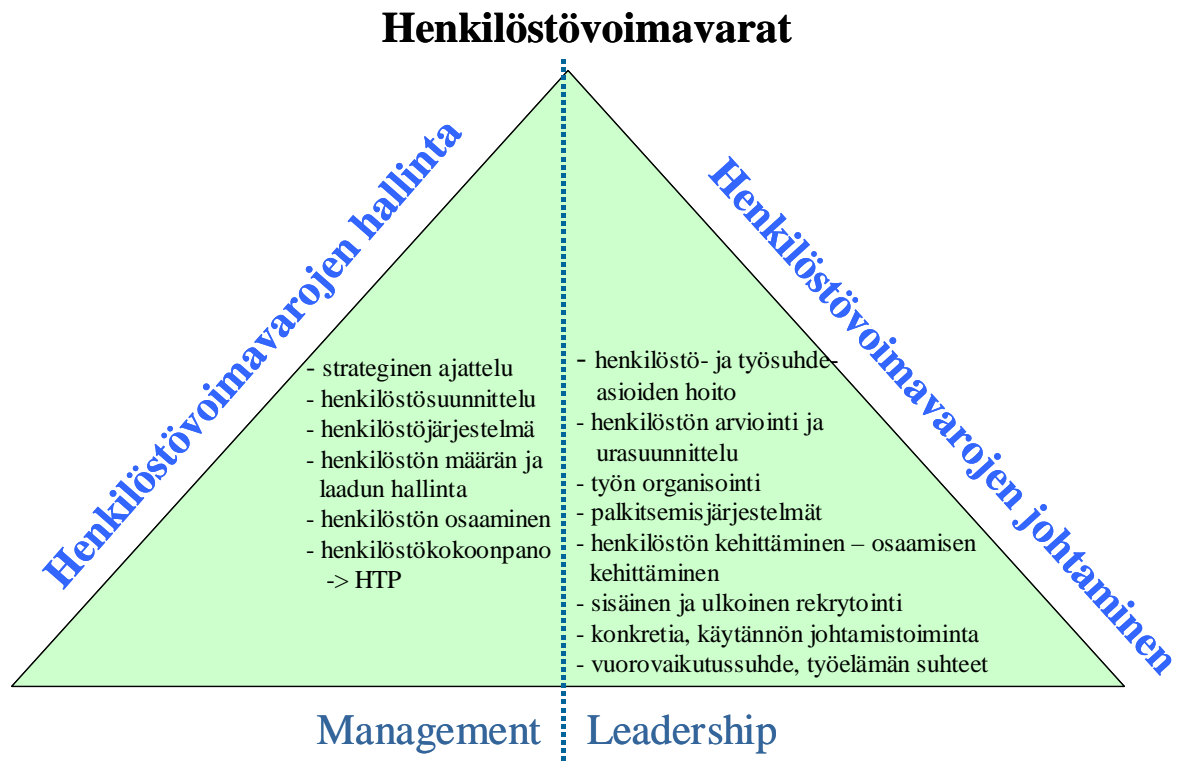 Henkilöstövoimavarat
Henkilöstövoimavarojen hallinta
- strateginen ajattelu
- henkilöstösuunnittelu
- henkilöstöjärjestelmä
- henkilöstön määrän ja
laadun hallinta
- henkilöstön osaaminen
- henkilöstökokoonpano
-> HTP
Henkilöstövoimavarojen johtaminen
- henkilöstö- ja työsuhde-
asioiden hoito
- henkilöstön arviointi ja
urasuunnittelu
- työn organisointi
- palkitsemisjärjestelmät
- henkilöstön kehittäminen – osaamisen
kehittäminen
- sisäinen ja ulkoinen rekrytointi
- konkretia, käytännön johtamistoiminta
- vuorovaikutussuhde, työelämän suhteet
Management
Leadership